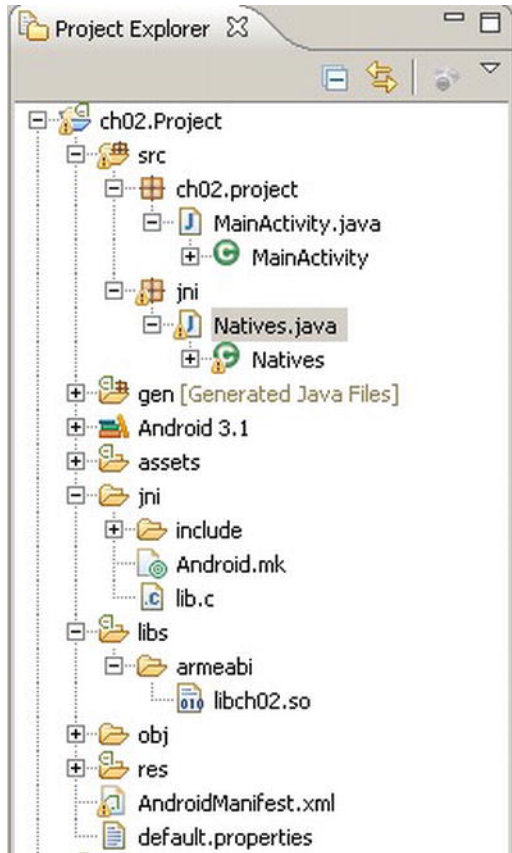 Project Explorer
ch02.Project
src
ch02.project
J MainActivity.java
C MainActivity
jni
J Natives.java
C Natives
gen [Generated Java Files]
Android 3.1
assets
jni
include
Android.mk
.c lib.c
libs
armeabi
010 libch02.so
obj
res
AndroidManifest.xml
default.properties